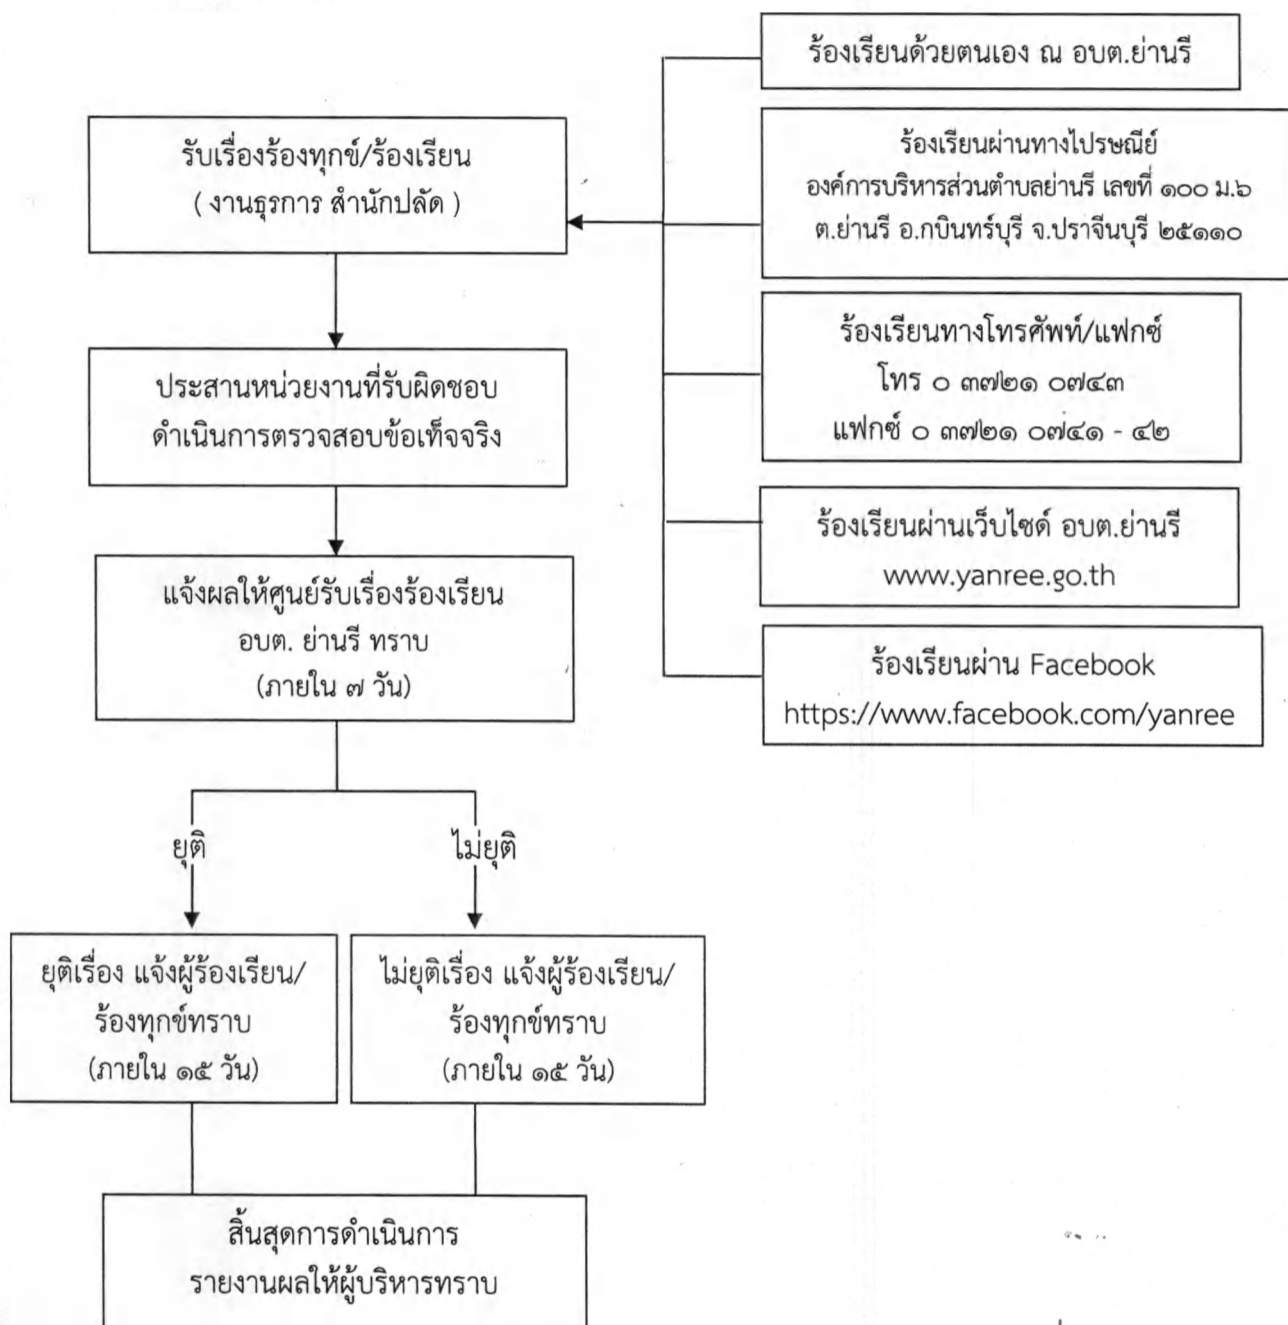 ร้องเรียนด้วยตนเอง ณ อบต.ย่านรี
รับเรื่องร้องทุกข์/ร้องเรียน
( งานธุรการ สำนักปลัด )
ร้องเรียนผ่านทางไปรษณีย์
องค์การบริหารส่วนตำบลย่านรี เลขที่ ๑๐๐ ม.๖
ต.ย่านรี อ.กบินทร์บุรี จ.ปราจีนบุรี ๒๕๑๑๐
ร้องเรียนทางโทรศัพท์/แฟกซ์
โทร ๐ ๓๗๒๑ ๐๗๔๓
แฟกซ์ ๐ ๓๗๒๑ ๐๗๔๑ - ๔๒
ประสานหน่วยงานที่รับผิดชอบ
ดำเนินการตรวจสอบข้อเท็จจริง
ร้องเรียนผ่านเว็บไซด์ อบต.ย่านรี
www.yanree.go.th
แจ้งผลให้ศูนย์รับเรื่องร้องเรียน
อบต. ย่านรี ทราบ
(ภายใน ๗ วัน)
ร้องเรียนผ่าน Facebook
https://www.facebook.com/yanree
ยุติ
ไม่ยุติ
ยุติเรื่อง แจ้งผู้ร้องเรียน/
ร้องทุกข์ทราบ
(ภายใน ๑๕ วัน)
ไม่ยุติเรื่อง แจ้งผู้ร้องเรียน/
ร้องทุกข์ทราบ
(ภายใน ๑๕ วัน)
สิ้นสุดการดำเนินการ
รายงานผลให้ผู้บริหารทราบ